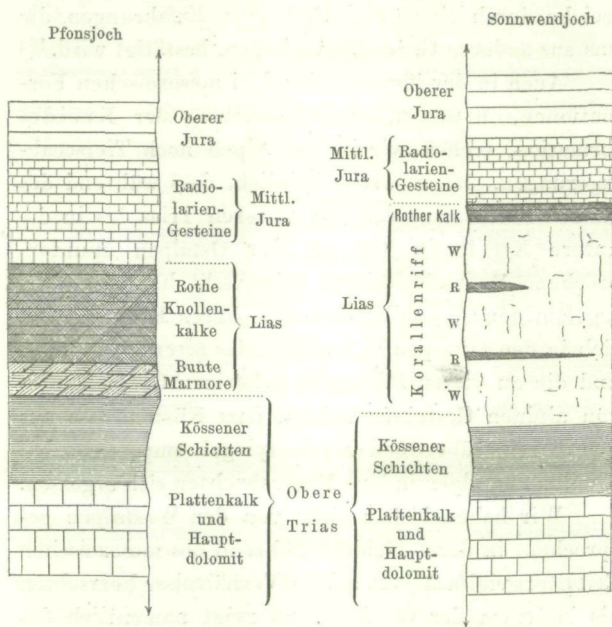 Pfonsjoch
Oberer
Jura
Radio-
larien-
Gesteine
Mittl.
Jura
Rothe
Knollen-
kalke
Bunte
Marmore
Lias
Kössener
Schichten
Plattenkalk
und
Haupt-
dolomit
Obere
Trias
Sonnwendjoch
Oberer
Jura
Mittl.
Jura
Radiolarien-
Gesteine
Rother Kalk
Lias
Korallenriff
W
R
W
R
W
Kössener
Schichten
Plattenkalk
und
Haupt-
dolomit